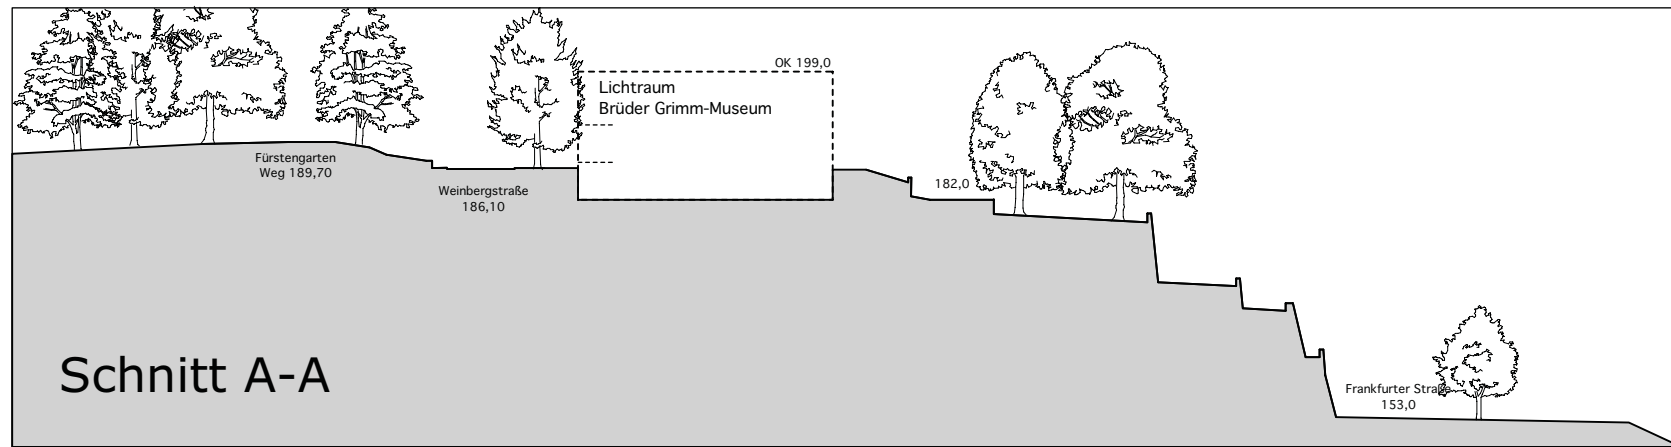 OK 199,0
Lichtraum
Brüder Grimm-Museum
Fürstengarten
Weg 189,70
Weinbergstraße
186,10
182,0
Schnitt A-A
Frankfurter Straße
153,0